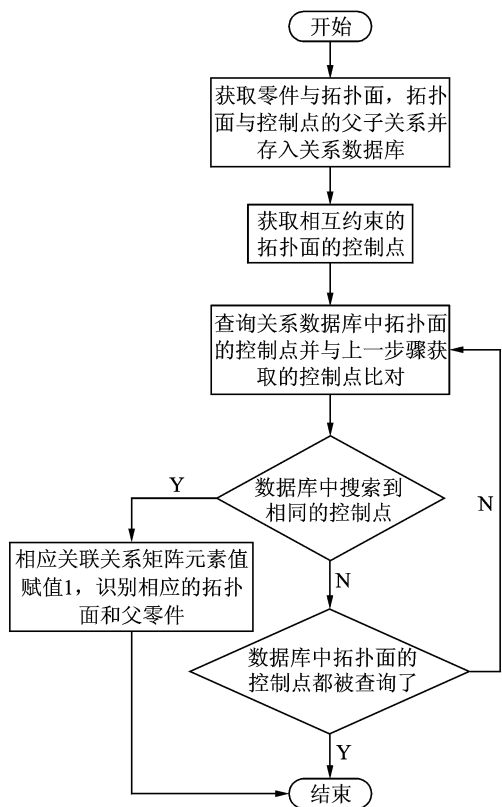 开始
获取零件与拓扑面，拓扑
面与控制点的父子关系并
存入关系数据库
获取相互约束的
拓扑面的控制点
查询关系数据库中拓扑面
的控制点并与上一步骤获
取的控制点比对
数据库中搜索到
相同的控制点
Y
N
N
相应关联关系矩阵元素值
赋值1，识别相应的拓扑
面和父零件
数据库中拓扑面的
控制点都被查询了
Y
结束